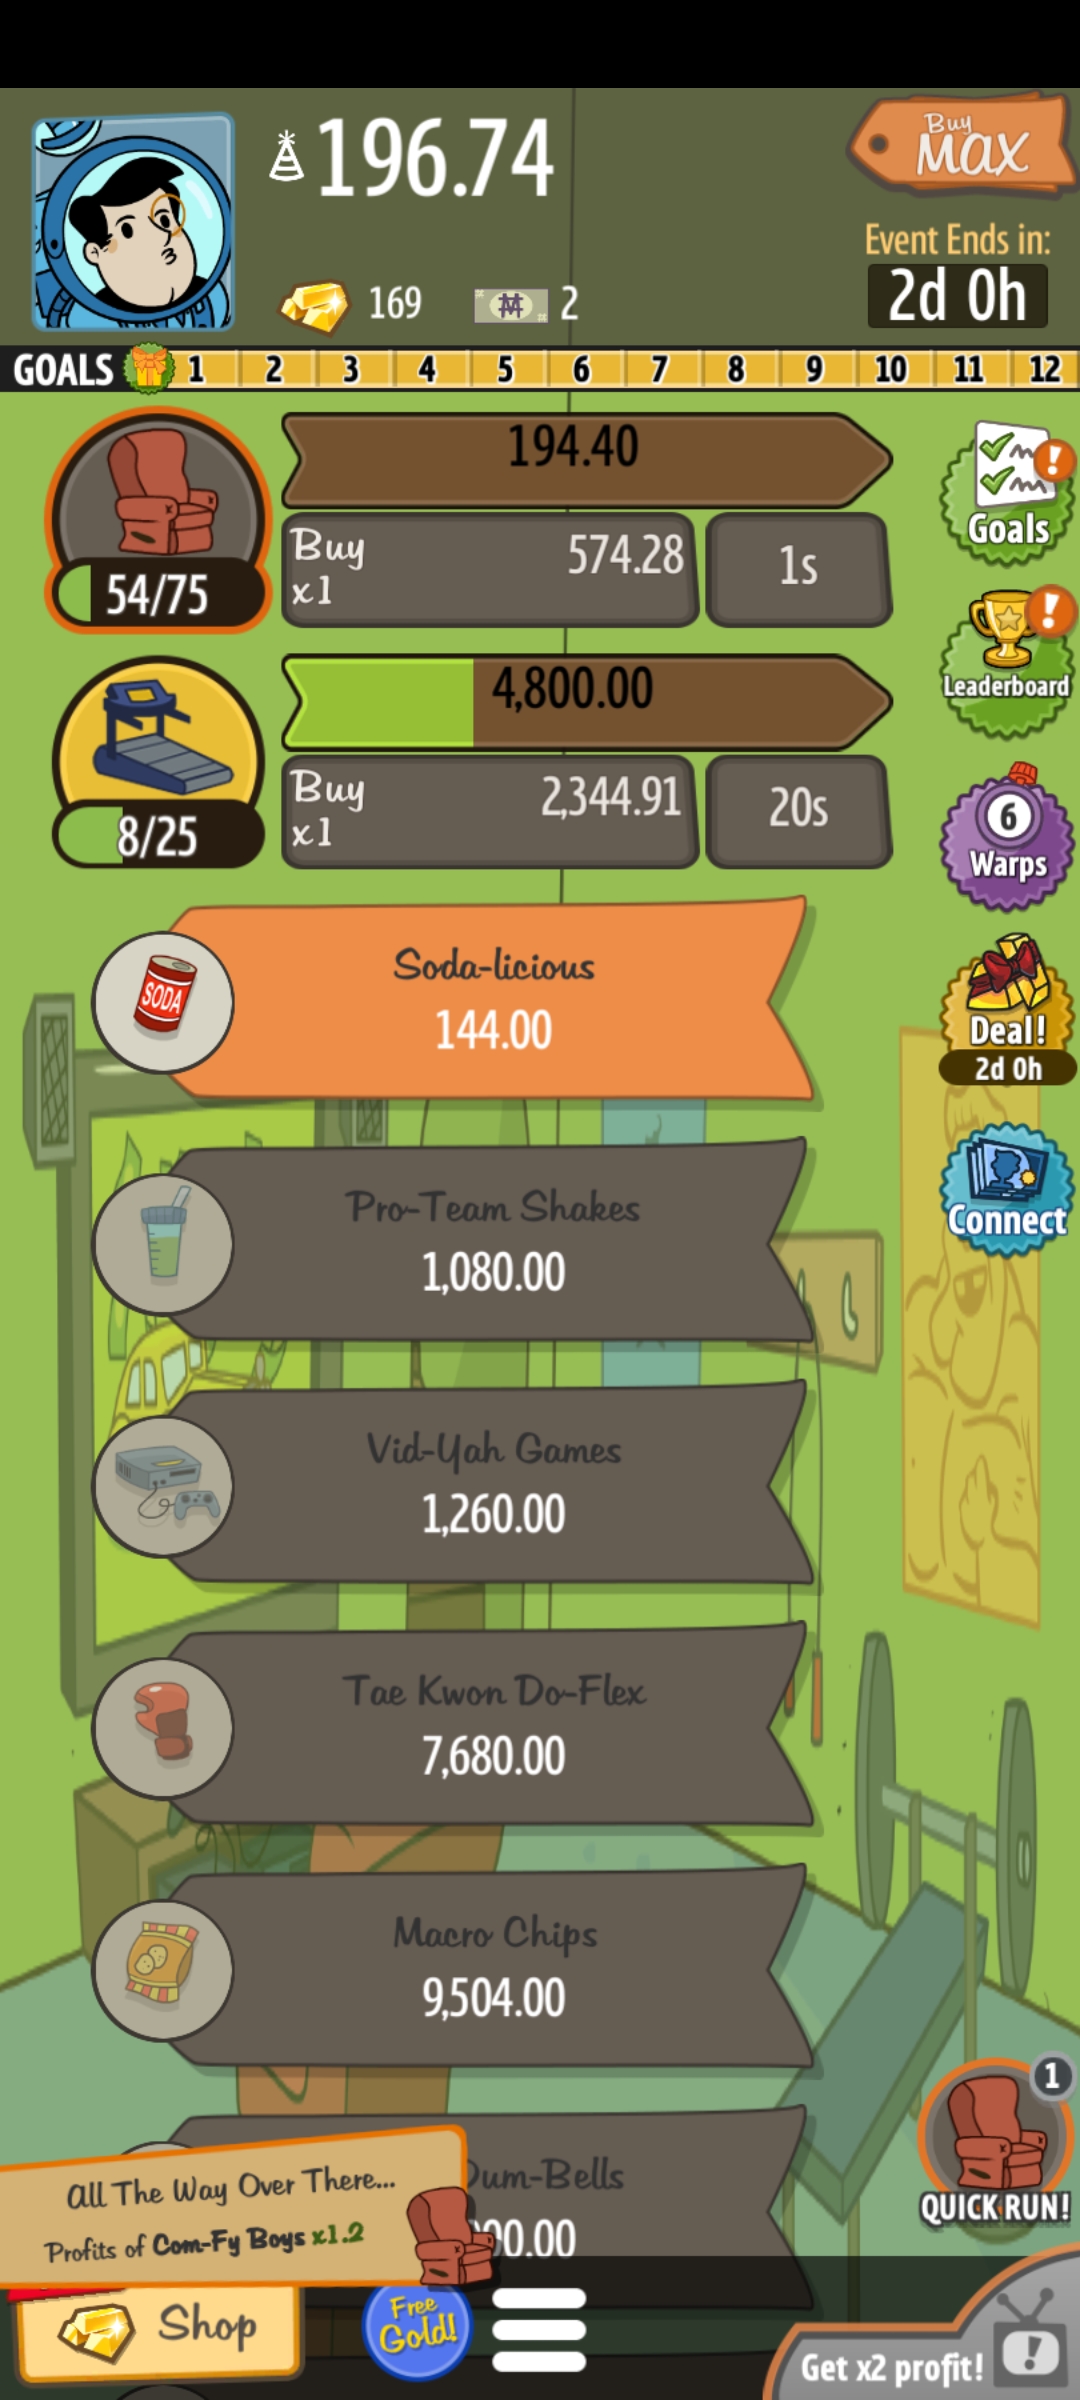 196.74
Buy
MAX
Event Ends in:
2d 0h
169
2
GOALS 1 2 3 4 5 6 7 8 9 10 11 12
194.40
Buy
x1
574.28
1s
54/75
Goals
4,800.00
Buy
x1
2,344.91
20s
8/25
Leaderboard
6
Warps
Soda-licious
144.00
SODA
Deal!
2d 0h
Pro-Team Shakes
1,080.00
Connect
Vid-Yah Games
1,260.00
Tae Kwon Do-Flex
7,680.00
Macro Chips
9,504.00
1
QUICK RUN!
Dum-Bells
00.00
All The Way Over There...
Profits of Com-Fy Boys x1.2
Shop
Free
Gold!
Get x2 profit!